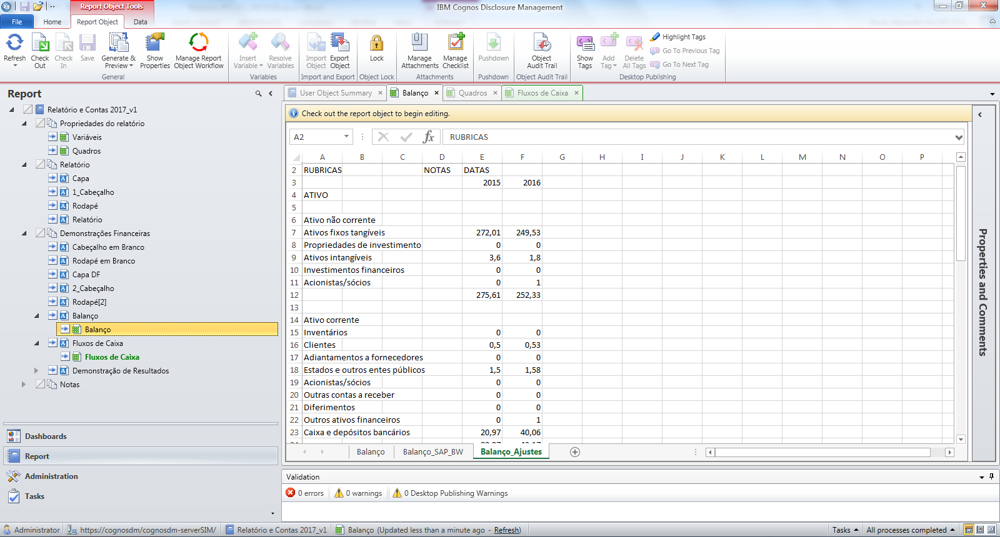 Report Object Tools
IBM Cognos Disclosure Management
File Home Report Object Data
Refresh
Check Out
Check In
Save
Generate & Preview
Show Properties
Manage Report Object Workflow
General
Insert Variable
Resolve Variables
Variables
Import Object
Export Object
Import and Export
Lock
Object Lock
Manage Attachments
Manage Checklist
Attachments
Pushdown
Pushdown
Object Audit Trail
Object Audit Trail
Show Tags
Add Tag
Delete All Tags
Highlight Tags
Go To Previous Tag
Go To Next Tag
Desktop Publishing
Report
Relatório e Contas 2017_v1
Propriedades do relatório
Variáveis
Quadros
Relatório
Capa
1_Cabeçalho
Rodapé
Relatório
Demonstrações Financeiras
Cabeçalho em Branco
Rodapé em Branco
Capa DF
2_Cabeçalho
Rodapé[2]
Balanço
Balanço
Fluxos de Caixa
Fluxos de Caixa
Demonstração de Resultados
Notas
Dashboards
Report
Administration
Tasks
User Object Summary Balanço Quadros Fluxos de Caixa
Check out the report object to begin editing.
A2 fx RUBRICAS
A B C D E F G H I J K L M N O P
2 RUBRICAS NOTAS DATAS
3 2015 2016
4 ATIVO
5
6 Ativo não corrente
7 Ativos fixos tangíveis 272,01 249,53
8 Propriedades de investimento 0 0
9 Ativos intangíveis 3,6 1,8
10 Investimentos financeiros 0 0
11 Acionistas/sócios 0 1
12 275,61 252,33
13
14 Ativo corrente
15 Inventários 0 0
16 Clientes 0,5 0,53
17 Adiantamentos a fornecedores 0 0
18 Estados e outros entes públicos 1,5 1,58
19 Acionistas/sócios 0 0
20 Outras contas a receber 0 0
21 Diferimentos 0 0
22 Outros ativos financeiros 0 1
23 Caixa e depósitos bancários 20,97 40,06
Balanço Balanço_SAP_BW Balanço_Ajustes
Properties and Comments
Validation
0 errors 0 warnings 0 Desktop Publishing Warnings
Administrator https://cognosdm/cognosdm-serverSIM/ Relatório e Contas 2017_v1 Balanço (Updated less than a minute ago - Refresh) Tasks All processes completed